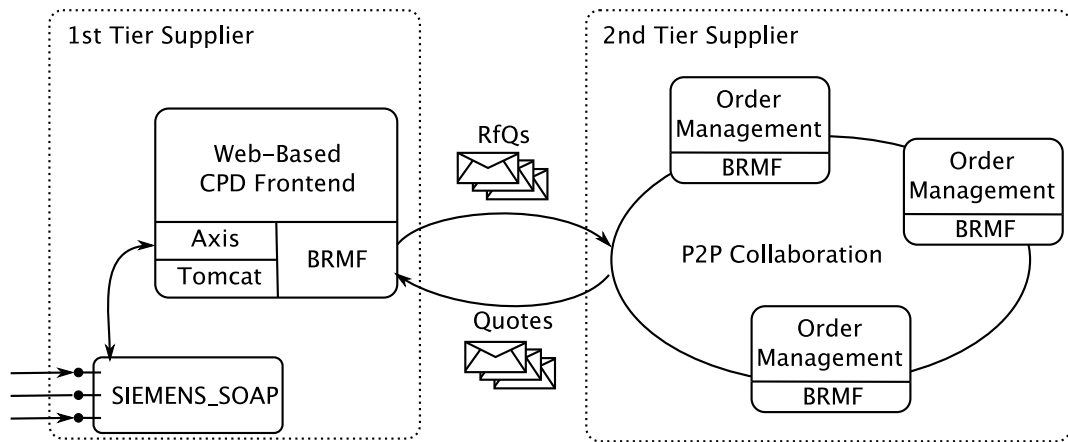 1st Tier Supplier
Web-Based
CPD Frontend
Axis
Tomcat
BRMF
SIEMENS_SOAP
RfQs
Quotes
2nd Tier Supplier
Order
Management
BRMF
Order
Management
BRMF
P2P Collaboration
Order
Management
BRMF